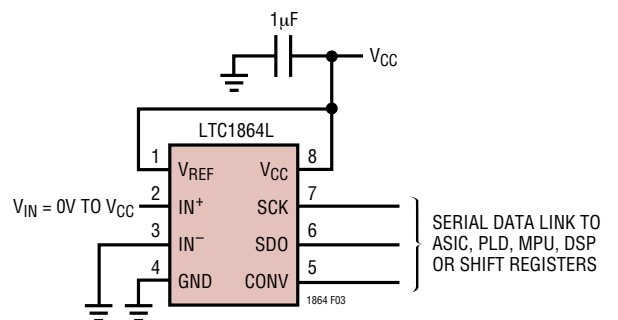 1µF
VCC
LTC1864L
1 VREF VCC 8
VIN = 0V TO VCC 2 IN+ SCK 7
3 IN− SDO 6
4 GND CONV 5
SERIAL DATA LINK TO
ASIC, PLD, MPU, DSP
OR SHIFT REGISTERS
1864 F03